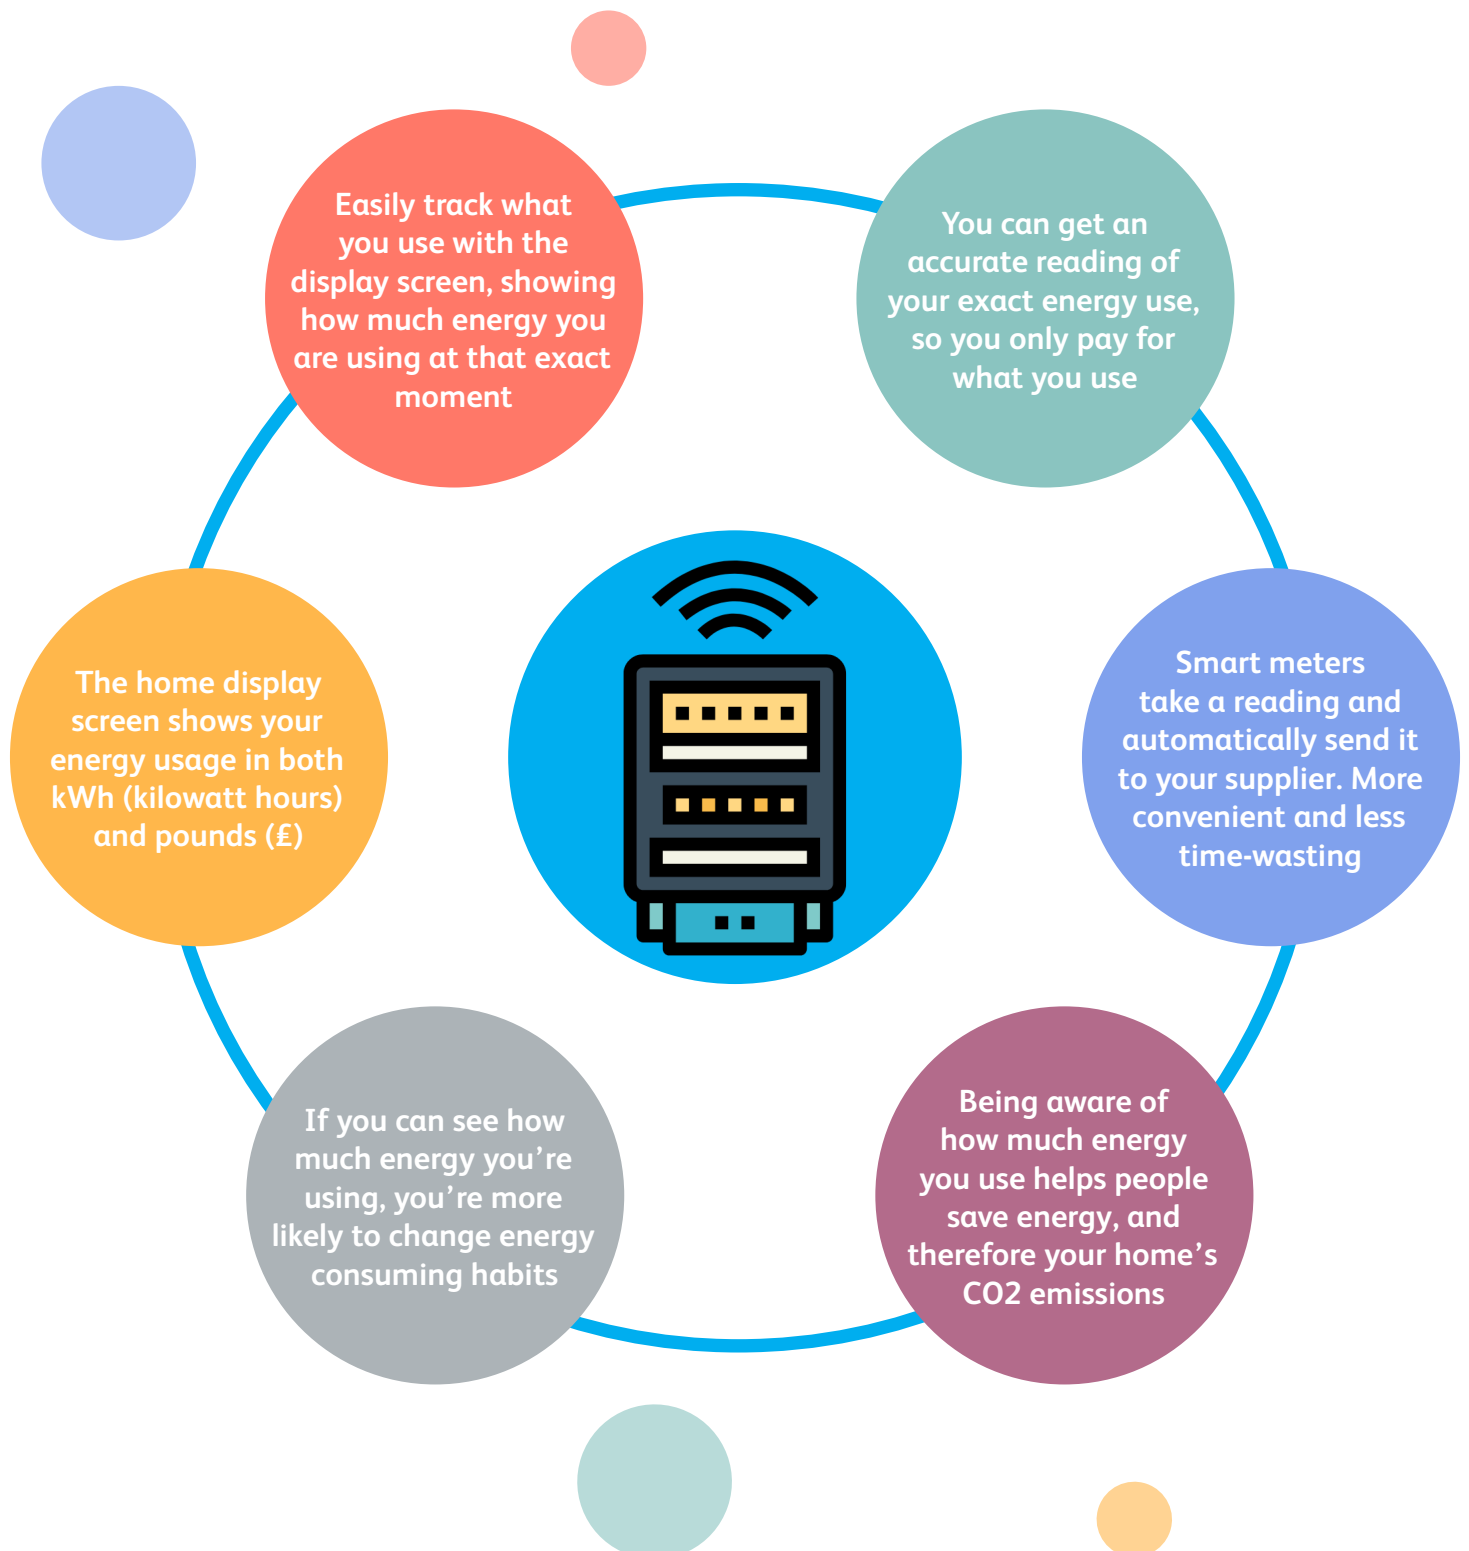 Easily track what
you use with the
display screen, showing
how much energy you
are using at that exact
moment
You can get an
accurate reading of
your exact energy use,
so you only pay for
what you use
The home display
screen shows your
energy usage in both
kWh (kilowatt hours)
and pounds (£)
Smart meters
take a reading and
automatically send it
to your supplier. More
convenient and less
time-wasting
If you can see how
much energy you’re
using, you’re more
likely to change energy
consuming habits
Being aware of
how much energy
you use helps people
save energy, and
therefore your home’s
CO2 emissions